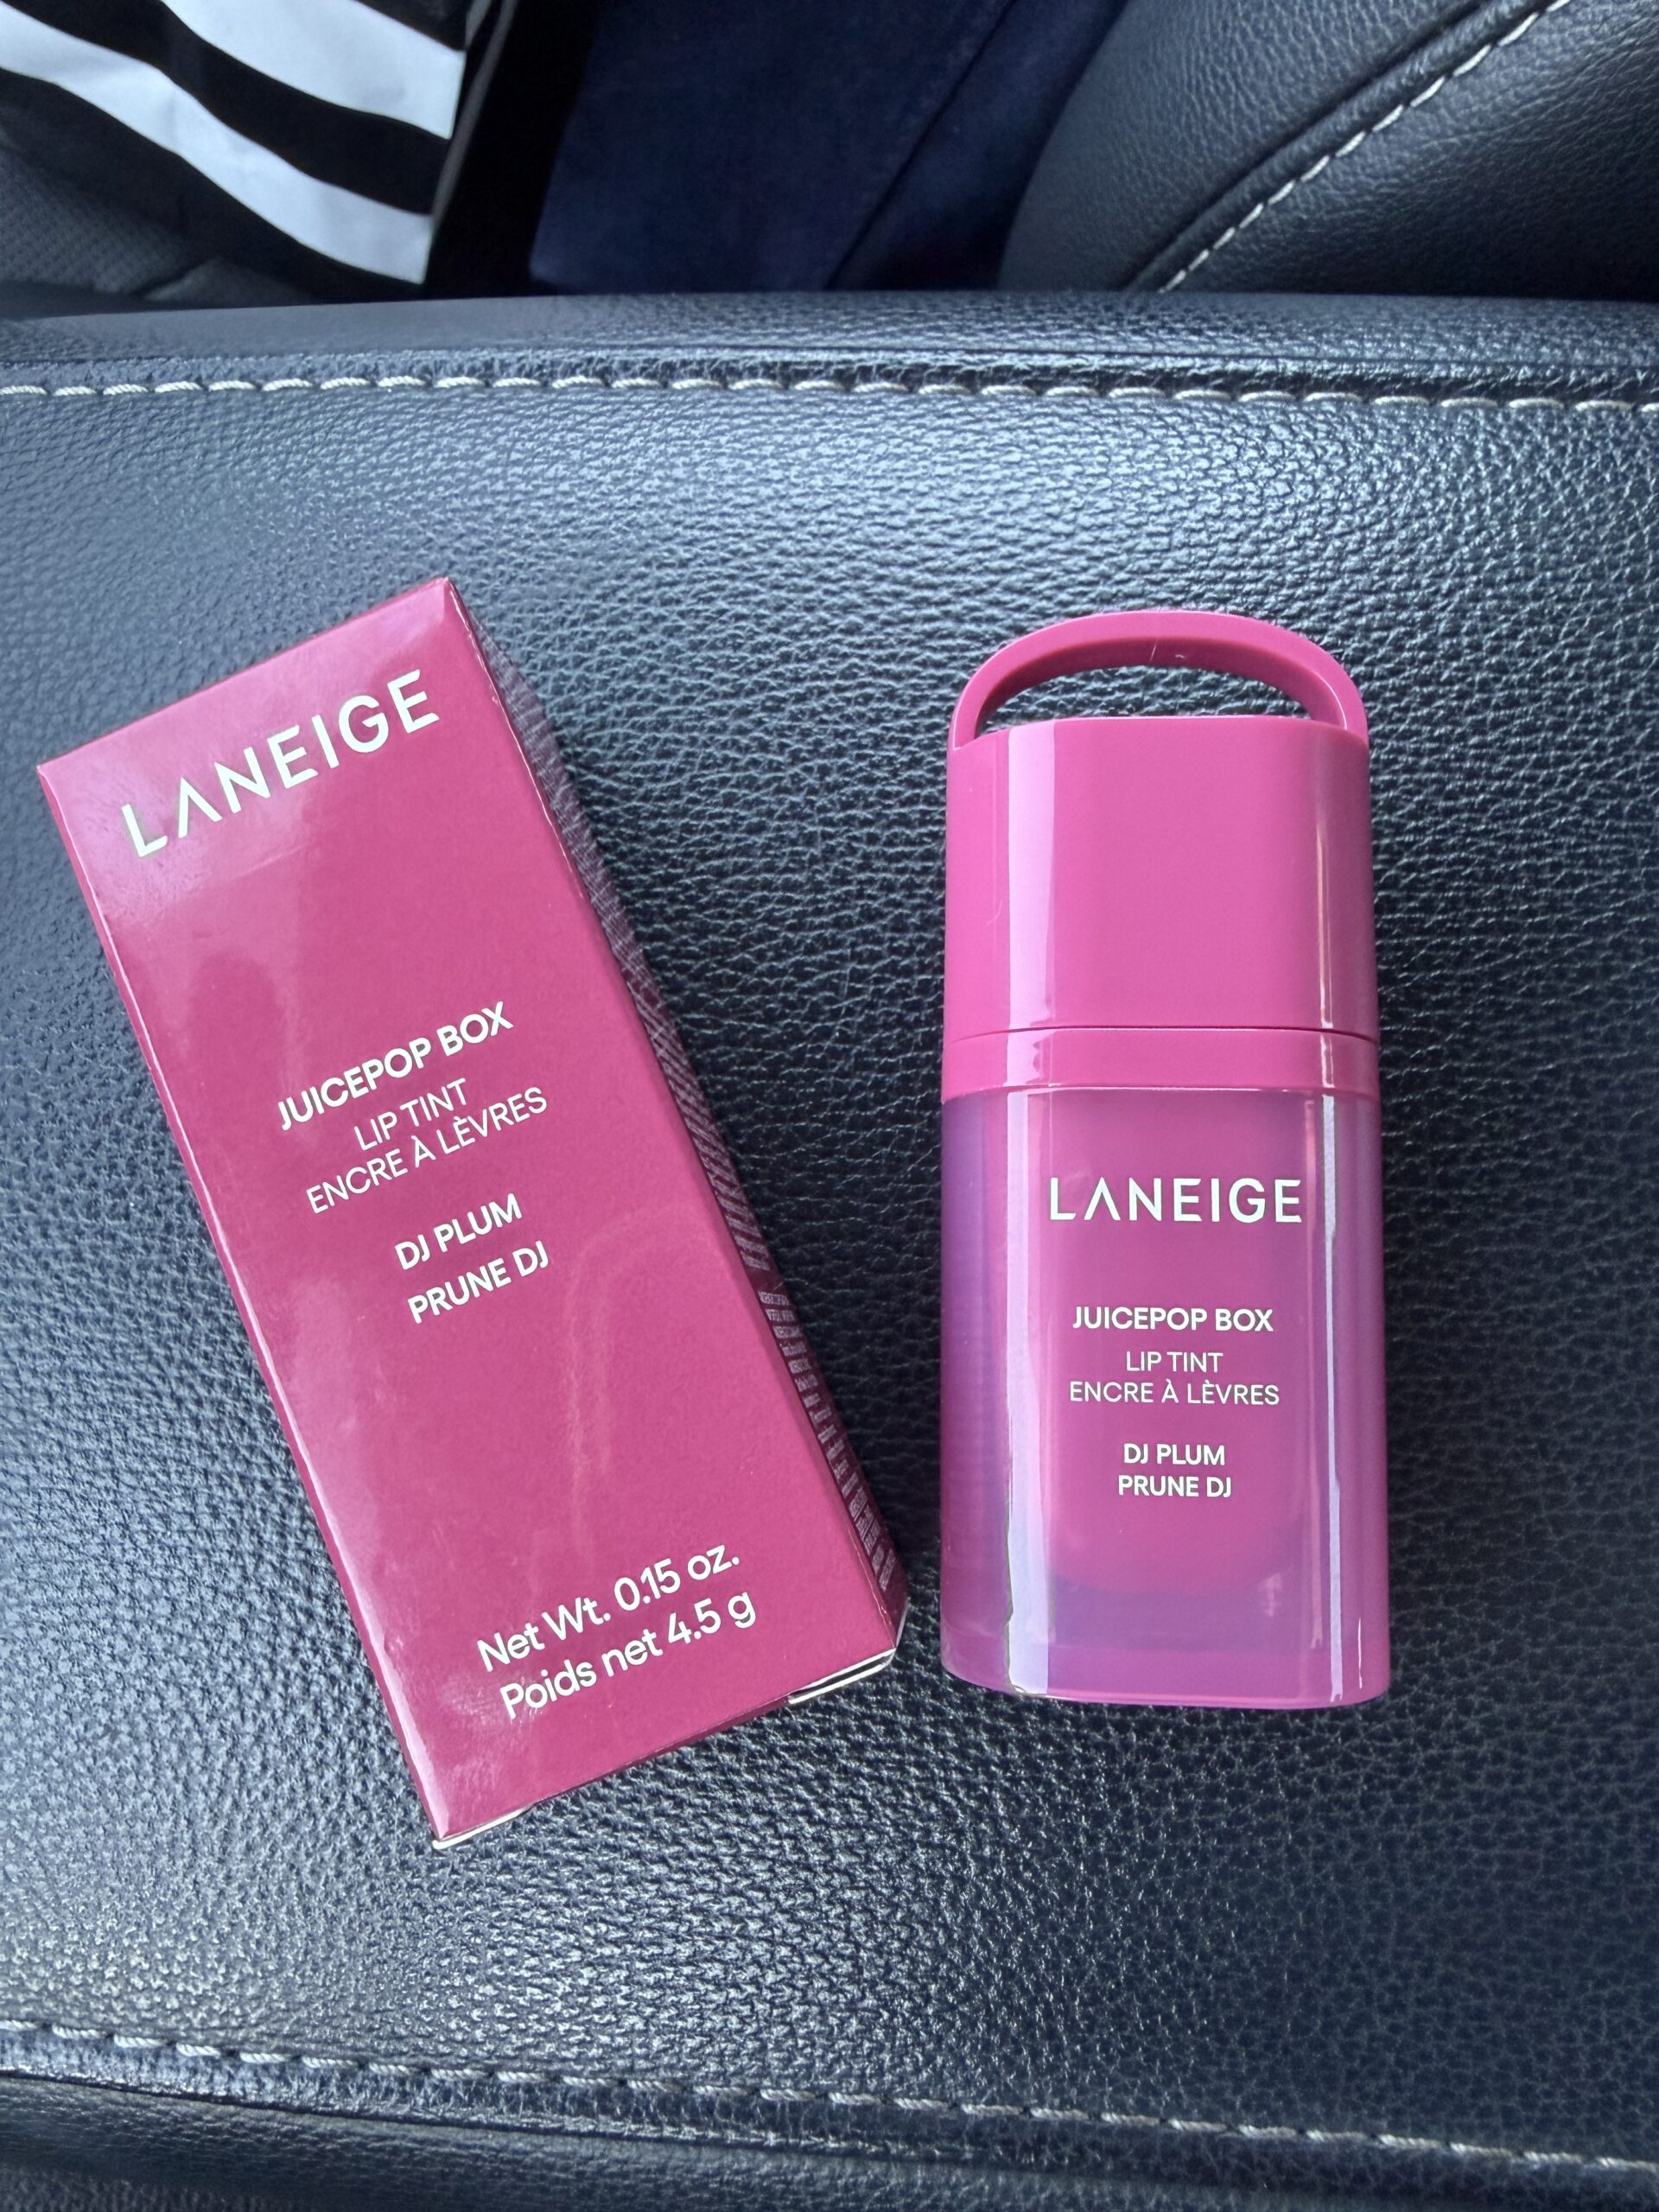 LANEIGE
JUICEPOP BOX
LIP TINT
ENCRE À LÈVRES
DJ PLUM
PRUNE DJ
Net Wt. 0.15 oz.
Poids net 4.5 g
LANEIGE
JUICEPOP BOX
LIP TINT
ENCRE À LÈVRES
DJ PLUM
PRUNE DJ